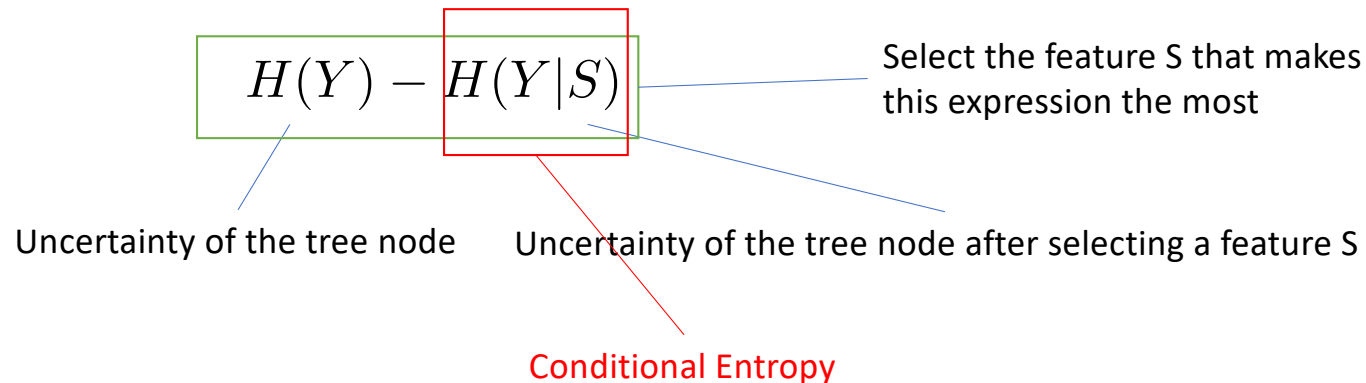 H(Y) − H(Y|S)
Select the feature S that makes
this expression the most
Uncertainty of the tree node
Uncertainty of the tree node after selecting a feature S
Conditional Entropy